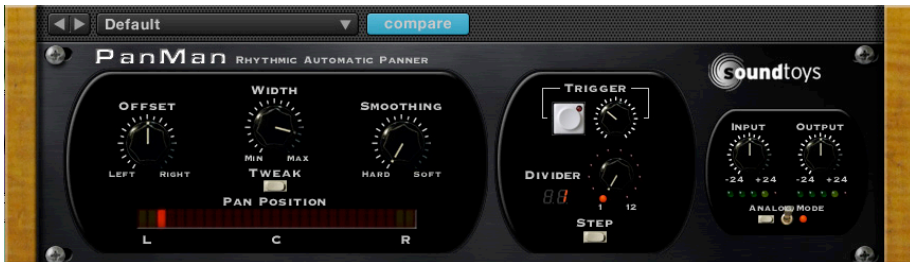 Default
compare
PanMan RHYTHMIC AUTOMATIC PANNER
soundtoys
OFFSET
LEFT RIGHT
WIDTH
MIN MAX
SMOOTHING
HARD SOFT
TWEAK
PAN POSITION
L C R
TRIGGER
DIVIDER
1
1 12
STEP
INPUT OUTPUT
-24 +24 -24 +24
ANALOG MODE